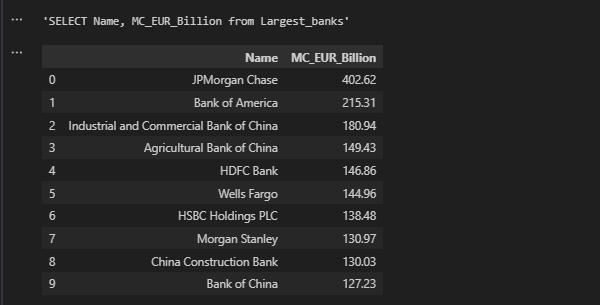 'SELECT Name, MC_EUR_Billion from Largest_banks'
Name MC_EUR_Billion
0 JPMorgan Chase 402.62
1 Bank of America 215.31
2 Industrial and Commercial Bank of China 180.94
3 Agricultural Bank of China 149.43
4 HDFC Bank 146.86
5 Wells Fargo 144.96
6 HSBC Holdings PLC 138.48
7 Morgan Stanley 130.97
8 China Construction Bank 130.03
9 Bank of China 127.23